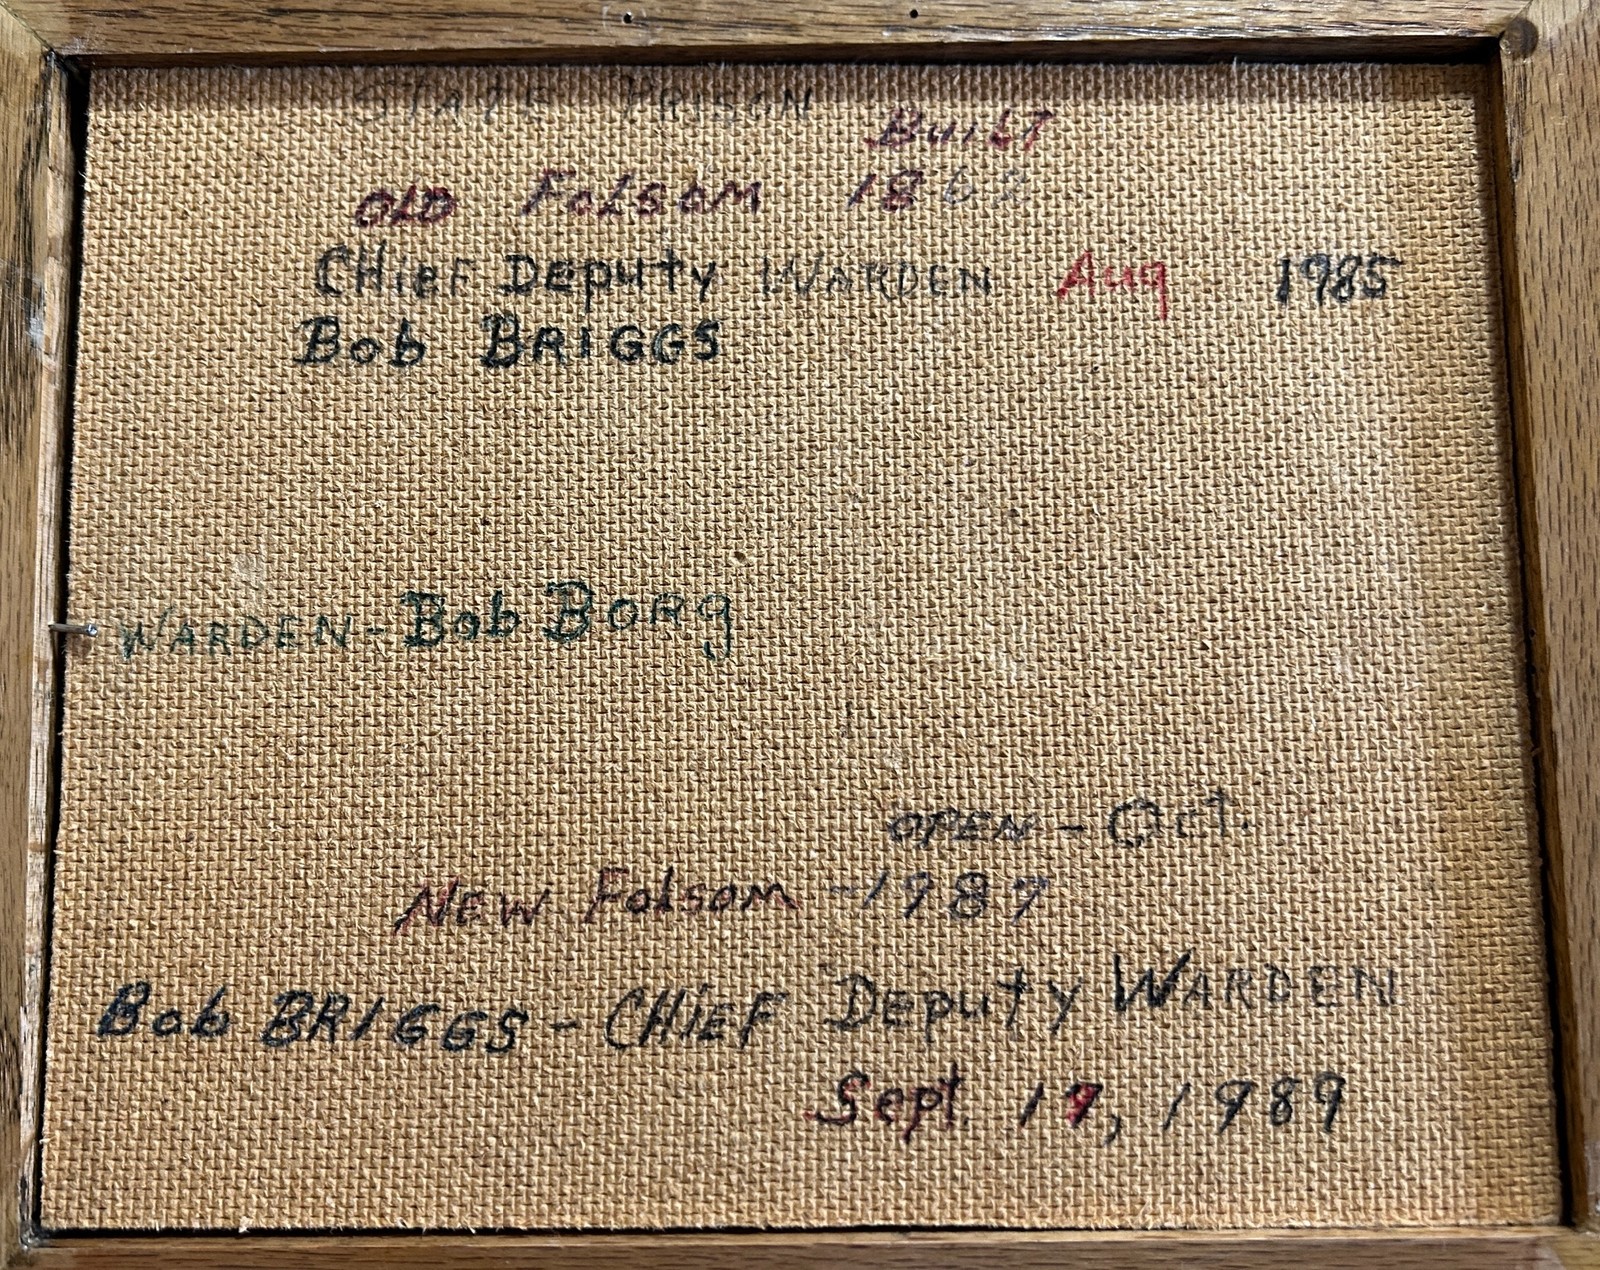 STATE PRISON
Built
OLD FOLSOM 1862
CHIEF Deputy WARDEN Aug 1985
Bob BRIGGS
WARDEN-Bob BORg
OPEN - Oct.
NEW Folsom -1987
Bob BRIGGS - CHIEF Deputy WARDEN
Sept. 17, 1989